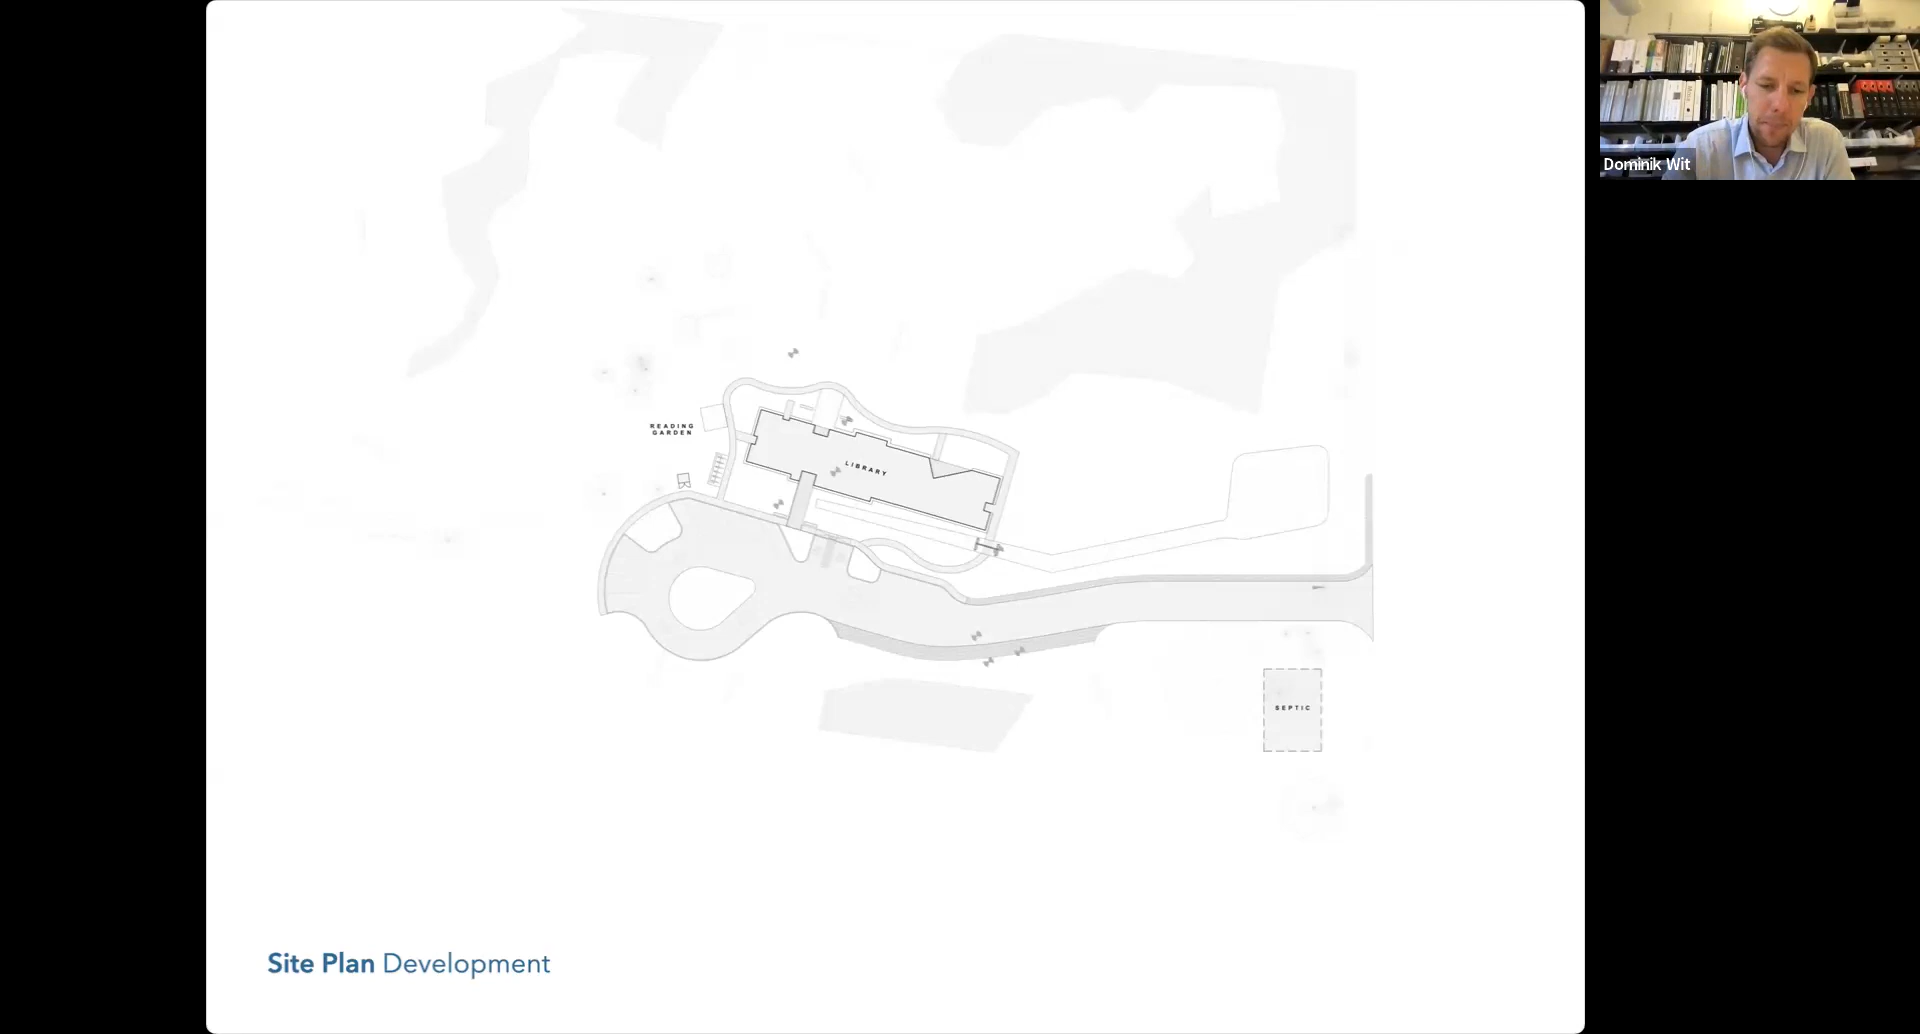 Dominik Wit
READING
GARDEN
LIBRARY
SEPTIC
Site Plan Development